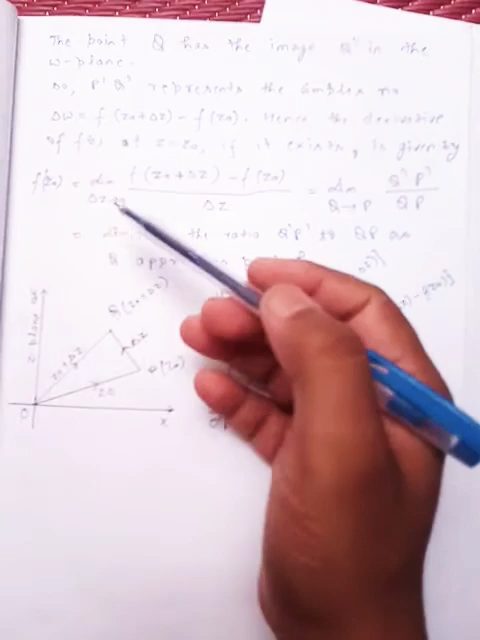 The point Q has the image Q' in the
w-plane.
So, P'Q' represents the complex no
Δw = f(z₀+Δz) - f(z₀). Hence the derivative
of f(z) at z=z₀, if it exists, is given by
f'(z₀) = lim Δz→0 f(z₀+Δz) - f(z₀) / Δz = lim Q→P Q'P' / QP
= the ratio Q'P' to QP as
Q
Q(z₀+Δz)
z-plane
z₀+Δz
Δz
(z₀)
z₀
O
x